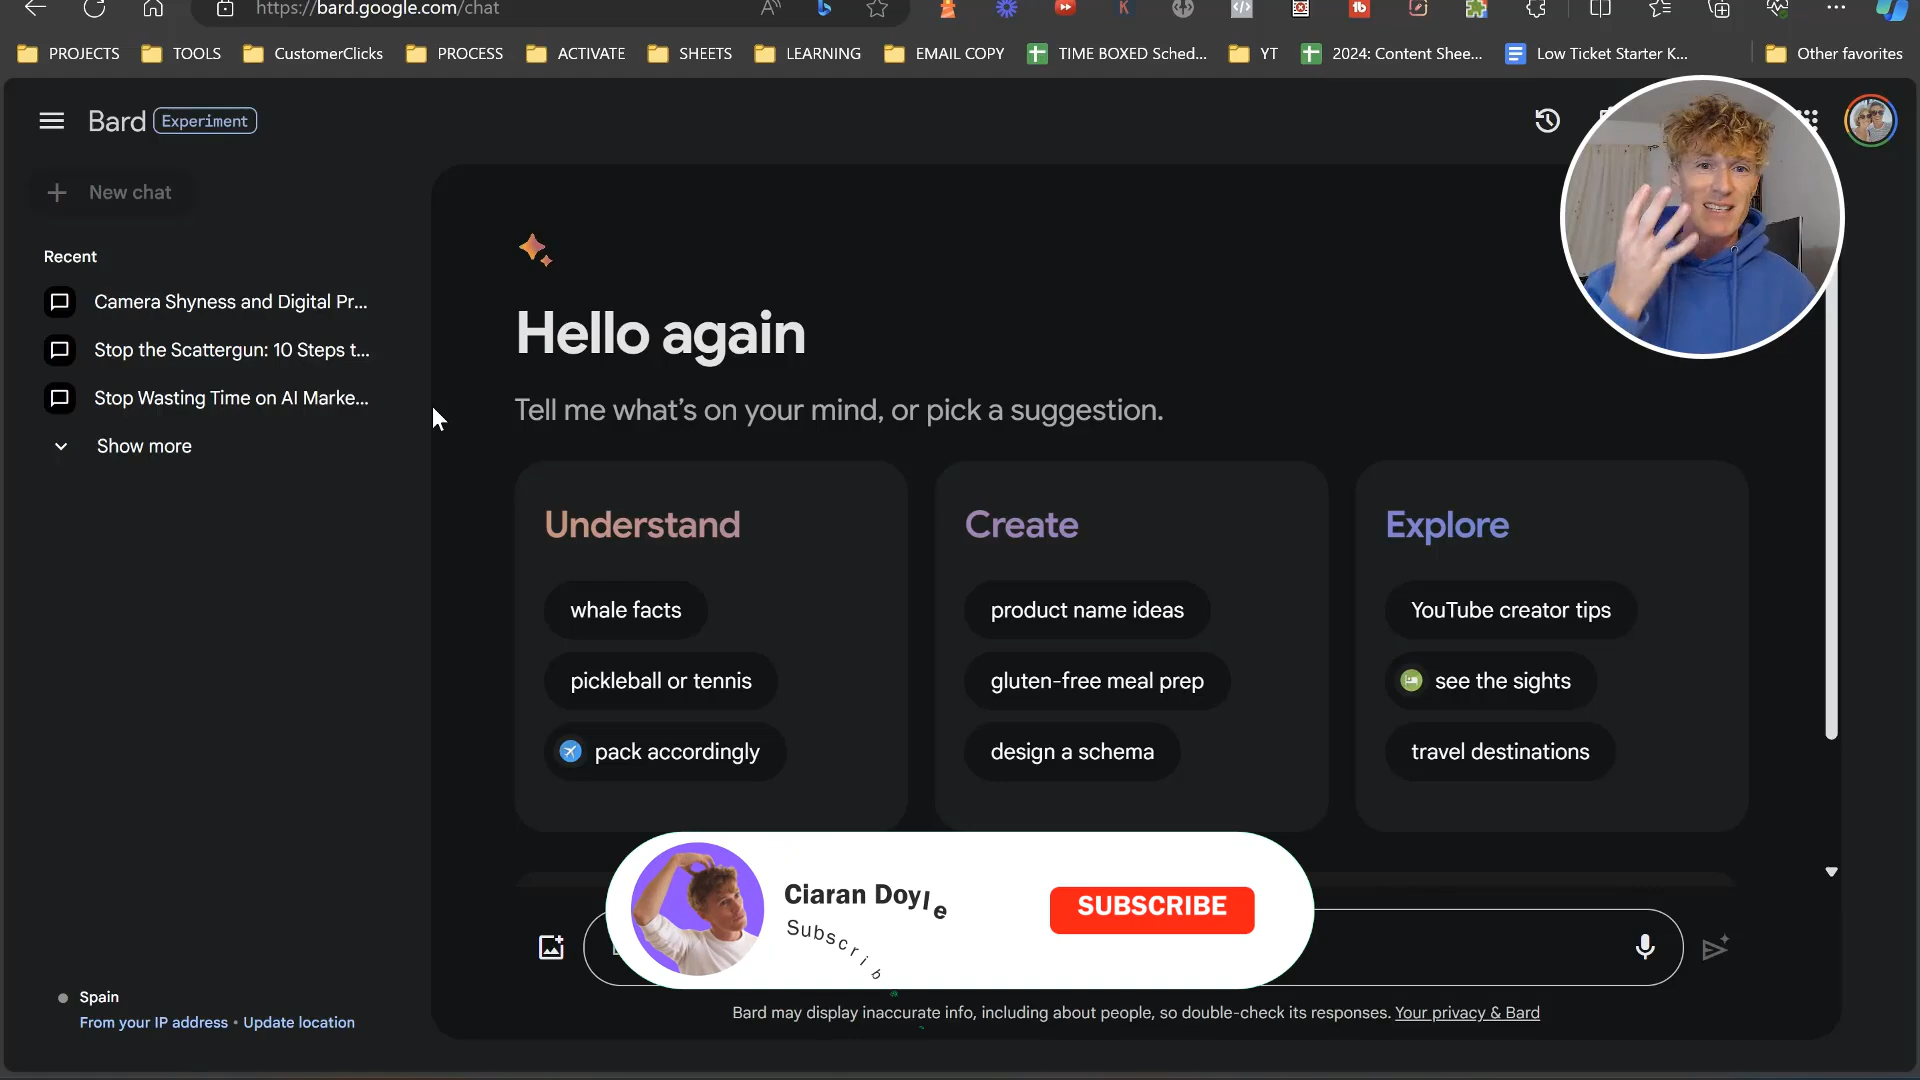 https://bard.google.com/chat
PROJECTS TOOLS CustomerClicks PROCESS ACTIVATE SHEETS LEARNING EMAIL COPY TIME BOXED Sched... YT 2024: Content Shee... Low Ticket Starter K... Other favorites
Bard Experiment
New chat
Recent
Camera Shyness and Digital Pr...
Stop the Scattergun: 10 Steps t...
Stop Wasting Time on AI Marke...
Show more
Hello again
Tell me what's on your mind, or pick a suggestion.
Understand
whale facts
pickleball or tennis
pack accordingly
Create
product name ideas
gluten-free meal prep
design a schema
Explore
YouTube creator tips
see the sights
travel destinations
Ciaran Doyle
Subscrib
SUBSCRIBE
Spain
From your IP address • Update location
Bard may display inaccurate info, including about people, so double-check its responses. Your privacy & Bard